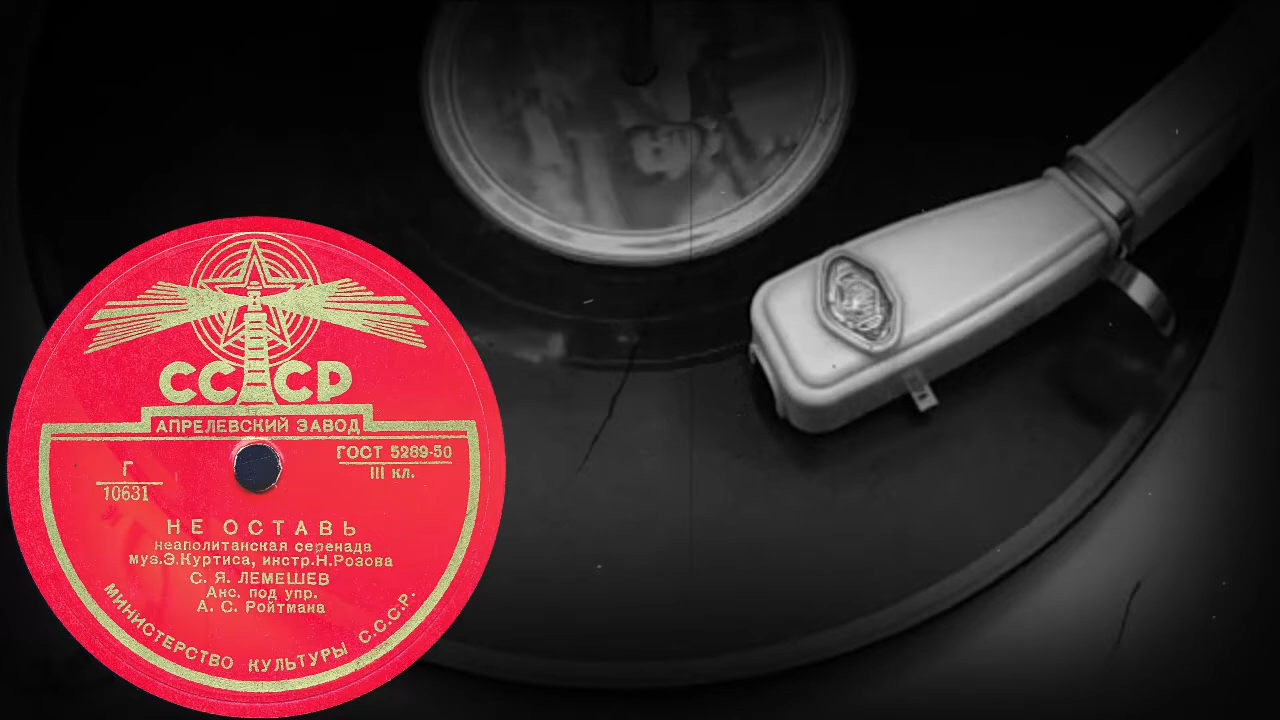 СССР
АПРЕЛЕВСКИЙ ЗАВОД
ГОСТ 5289-50
III кл.
Г
10631
НЕ ОСТАВЬ
неаполитанская серенада
муз.Э.Куртиса, инстр.Н.Розова
С. Я. ЛЕМЕШЕВ
Анс. под упр.
А. С. Ройтмана
МИНИСТЕРСТВО КУЛЬТУРЫ С.С.С.Р.